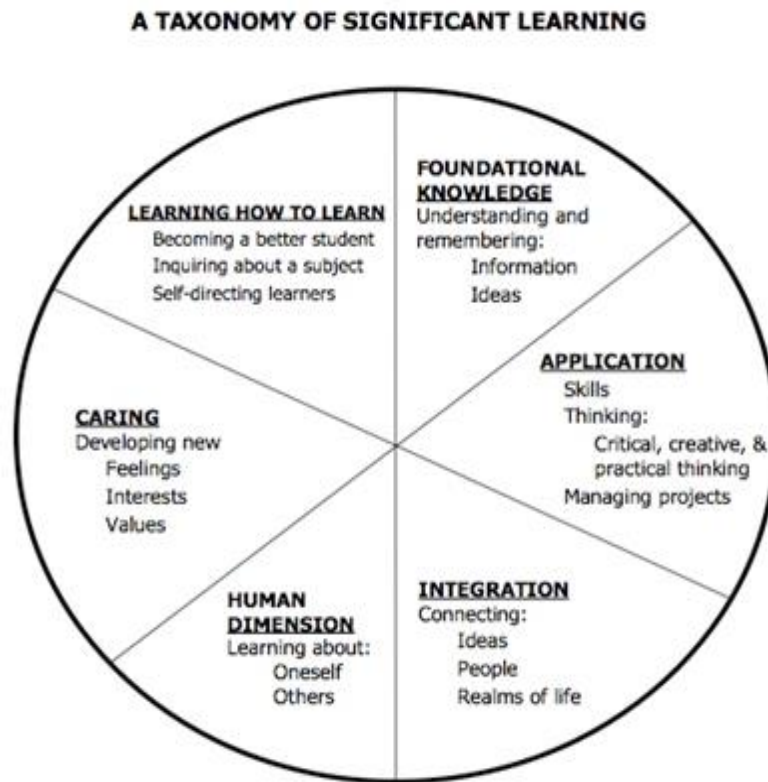 A TAXONOMY OF SIGNIFICANT LEARNING
FOUNDATIONAL
KNOWLEDGE
Understanding and
remembering:
Information
Ideas
APPLICATION
Skills
Thinking:
Critical, creative, &
practical thinking
Managing projects
INTEGRATION
Connecting:
Ideas
People
Realms of life
HUMAN
DIMENSION
Learning about:
Oneself
Others
CARING
Developing new
Feelings
Interests
Values
LEARNING HOW TO LEARN
Becoming a better student
Inquiring about a subject
Self-directing learners